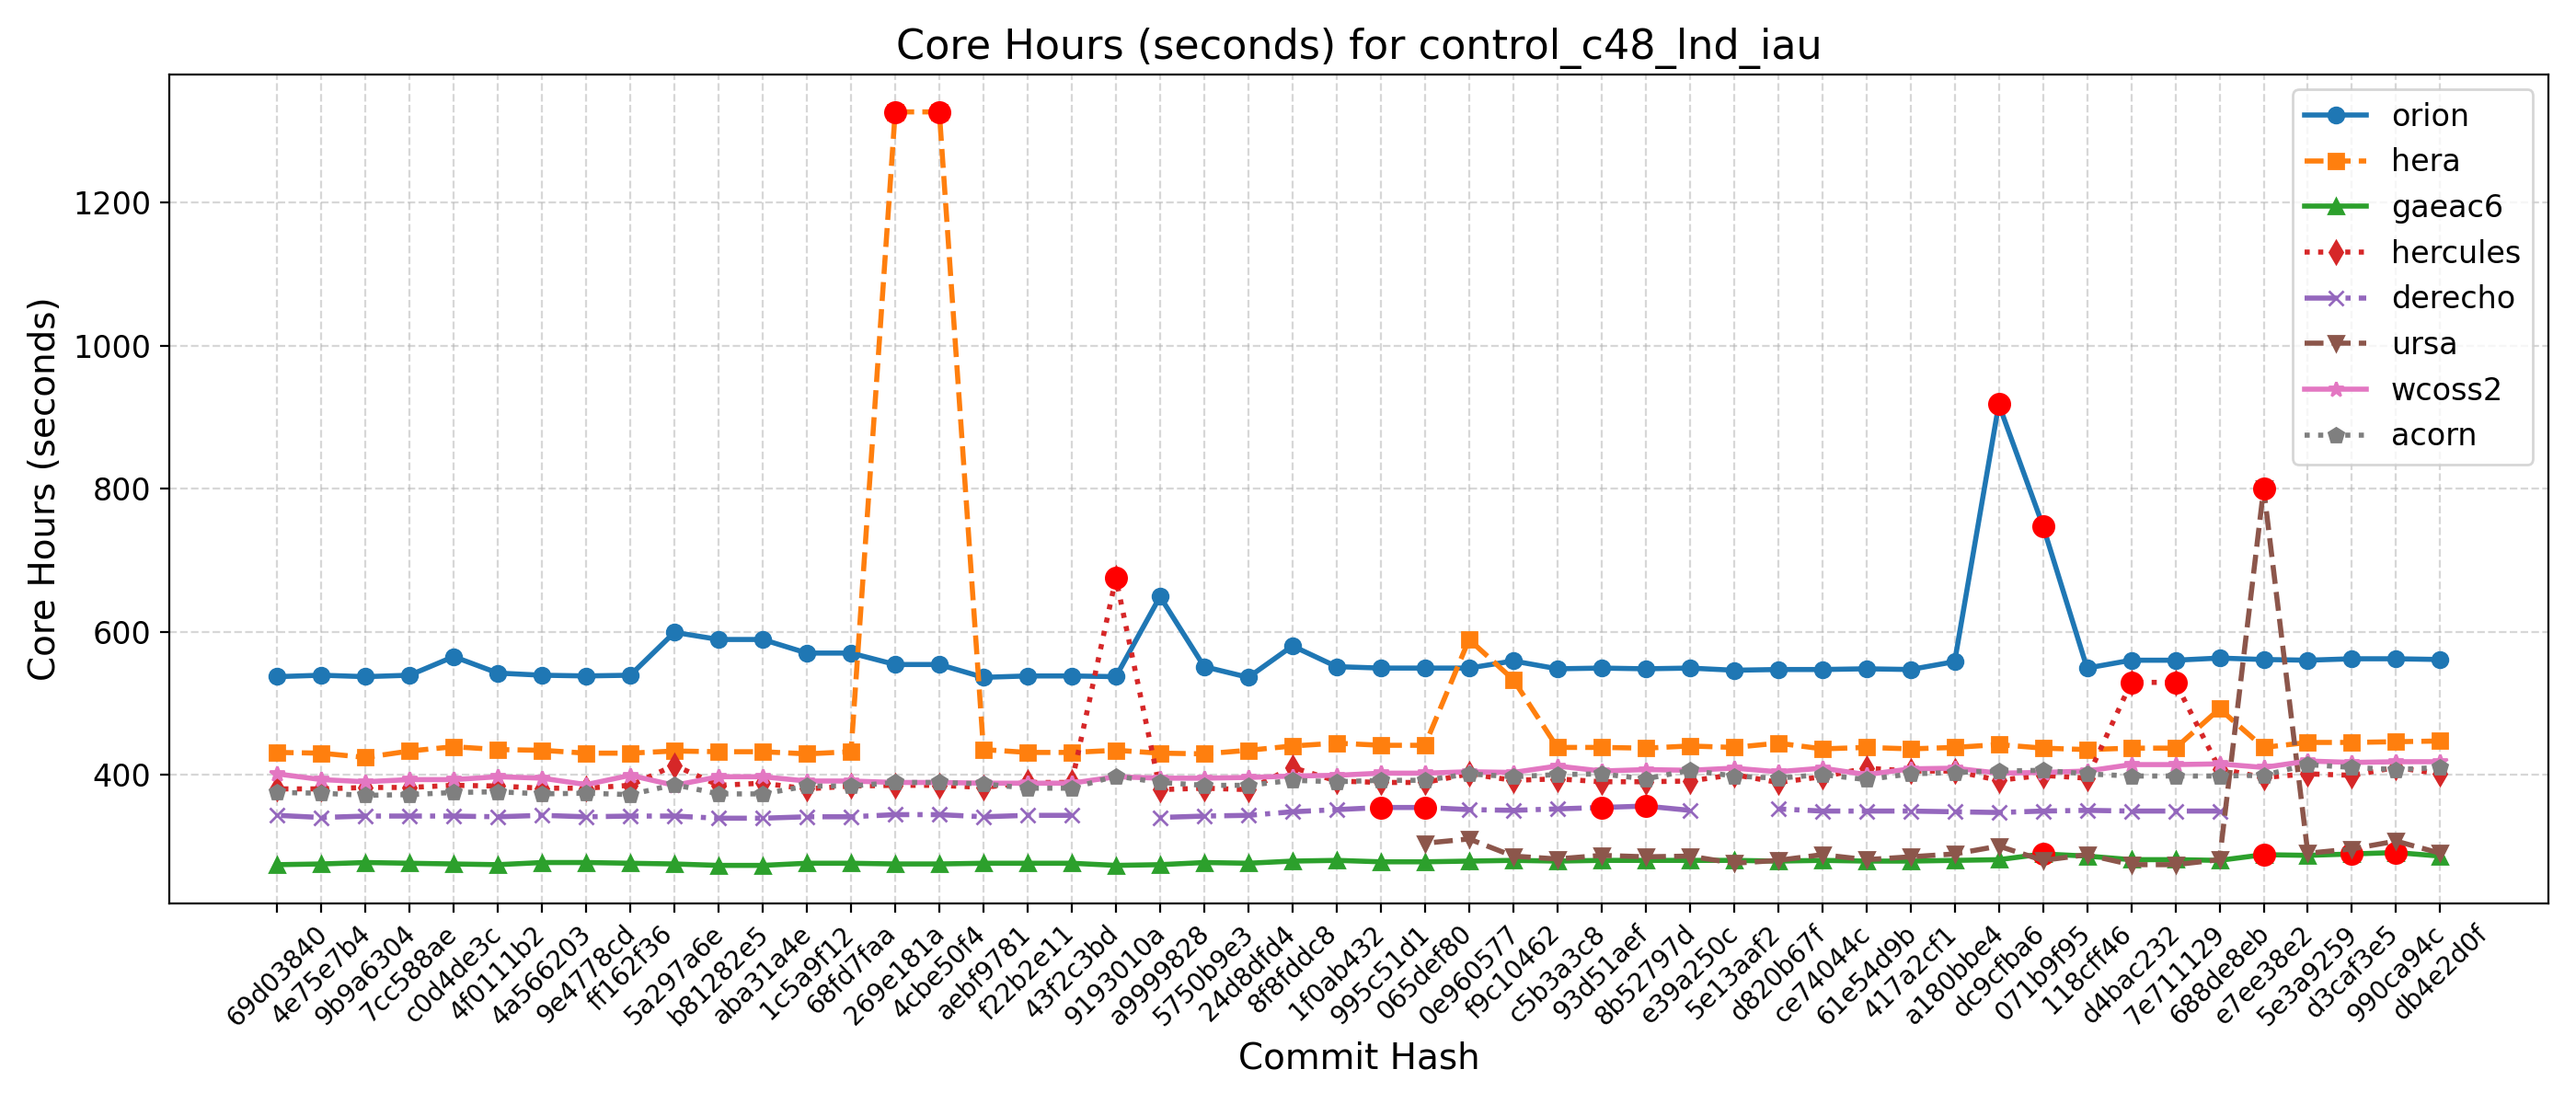 Core Hours (seconds) for control_c48_lnd_iau
Core Hours (seconds)
1200
1000
800
600
400
orion
hera
gaeac6
hercules
derecho
ursa
wcoss2
acorn
69d03840
4e75e7b4
9b9a6304
7cc588ae
c0d4de3c
4f0111b2
4a566203
9e4778cd
ff162f36
5a297a6e
b81282e5
aba31a4e
1c5a9f12
68fd7faa
269e181a
4cbe50f4
aebf9781
f22b2e11
43f2c3bd
9193010a
a9999828
5750b9e3
24d8dfd4
8f8fddc8
1f0ab432
995c51d1
065def80
0e960577
f9c10462
c5b3a3c8
93d51aef
8b52797d
e39a250c
5e13aaf2
d820b67f
ce74044c
61e54d9b
417a2cf1
a180bbe4
dc9cfba6
071b9f95
118cff46
d4bac232
7e711129
688de8eb
e7ee38e2
5e3a9259
d3caf3e5
990ca94c
db4e2d0f
Commit Hash